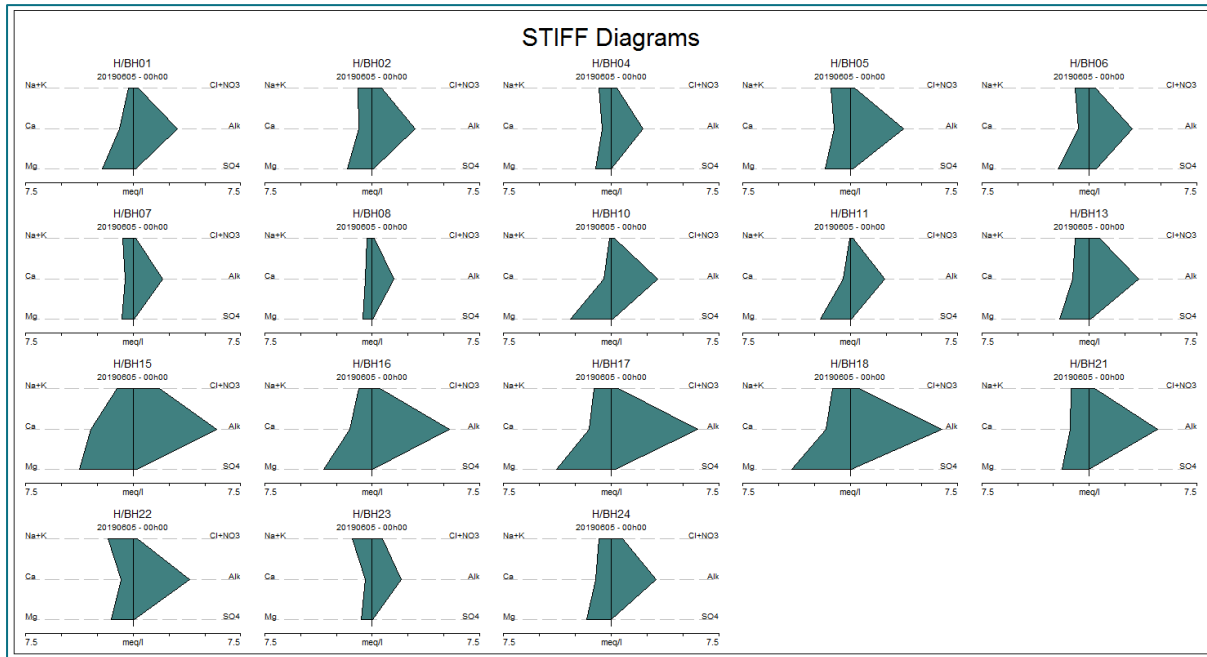 STIFF Diagrams
H/BH01 H/BH02 H/BH04 H/BH05 H/BH06
20190605 - 00h00 20190605 - 00h00 20190605 - 00h00 20190605 - 00h00 20190605 - 00h00
Na+K Cl+NO3 Na+K Cl+NO3 Na+K Cl+NO3 Na+K Cl+NO3 Na+K Cl+NO3
Ca Alk Ca Alk Ca Alk Ca Alk Ca Alk
Mg SO4 Mg SO4 Mg SO4 Mg SO4 Mg SO4
7.5 meq/l 7.5 7.5 meq/l 7.5 7.5 meq/l 7.5 7.5 meq/l 7.5 7.5 meq/l 7.5
H/BH07 H/BH08 H/BH10 H/BH11 H/BH13
20190605 - 00h00 20190605 - 00h00 20190605 - 00h00 20190605 - 00h00 20190605 - 00h00
Na+K Cl+NO3 Na+K Cl+NO3 Na+K Cl+NO3 Na+K Cl+NO3 Na+K Cl+NO3
Ca Alk Ca Alk Ca Alk Ca Alk Ca Alk
Mg SO4 Mg SO4 Mg SO4 Mg SO4 Mg SO4
7.5 meq/l 7.5 7.5 meq/l 7.5 7.5 meq/l 7.5 7.5 meq/l 7.5 7.5 meq/l 7.5
H/BH15 H/BH16 H/BH17 H/BH18 H/BH21
20190605 - 00h00 20190605 - 00h00 20190605 - 00h00 20190605 - 00h00 20190605 - 00h00
Na+K Cl+NO3 Na+K Cl+NO3 Na+K Cl+NO3 Na+K Cl+NO3 Na+K Cl+NO3
Ca Alk Ca Alk Ca Alk Ca Alk Ca Alk
Mg SO4 Mg SO4 Mg SO4 Mg SO4 Mg SO4
7.5 meq/l 7.5 7.5 meq/l 7.5 7.5 meq/l 7.5 7.5 meq/l 7.5 7.5 meq/l 7.5
H/BH22 H/BH23 H/BH24
20190605 - 00h00 20190605 - 00h00 20190605 - 00h00
Na+K Cl+NO3 Na+K Cl+NO3 Na+K Cl+NO3
Ca Alk Ca Alk Ca Alk
Mg SO4 Mg SO4 Mg SO4
7.5 meq/l 7.5 7.5 meq/l 7.5 7.5 meq/l 7.5